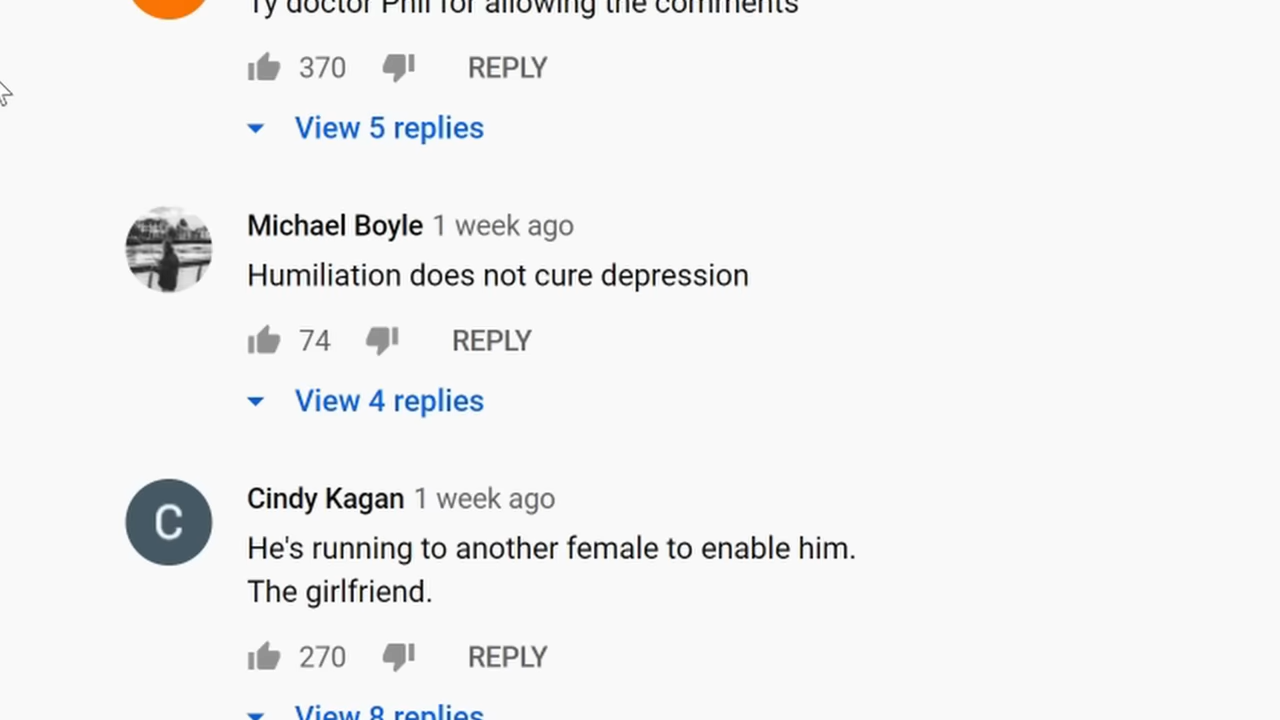 Ty doctor Phil for allowing the comments
370 REPLY
View 5 replies
Michael Boyle 1 week ago
Humiliation does not cure depression
74 REPLY
View 4 replies
C
Cindy Kagan 1 week ago
He's running to another female to enable him.
The girlfriend.
270 REPLY
View 8 replies